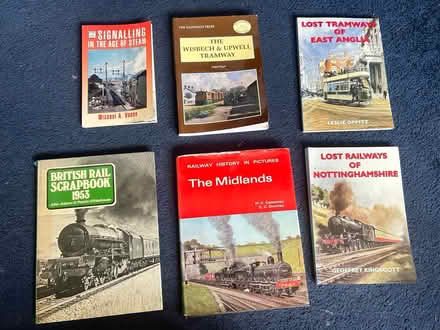 SIGNALLING
IN THE AGE OF STEAM
Michael A. Vanns
THE OAKWOOD PRESS
THE
WISBECH & UPWELL
TRAMWAY
LOST TRAMWAYS
OF
EAST ANGLIA
LESLIE OPPITZ
BRITISH RAIL
SCRAPBOOK
1953
RAILWAY HISTORY IN PICTURES
The Midlands
LOST RAILWAYS
OF
NOTTINGHAMSHIRE
GEOFFREY KINGSCOTT